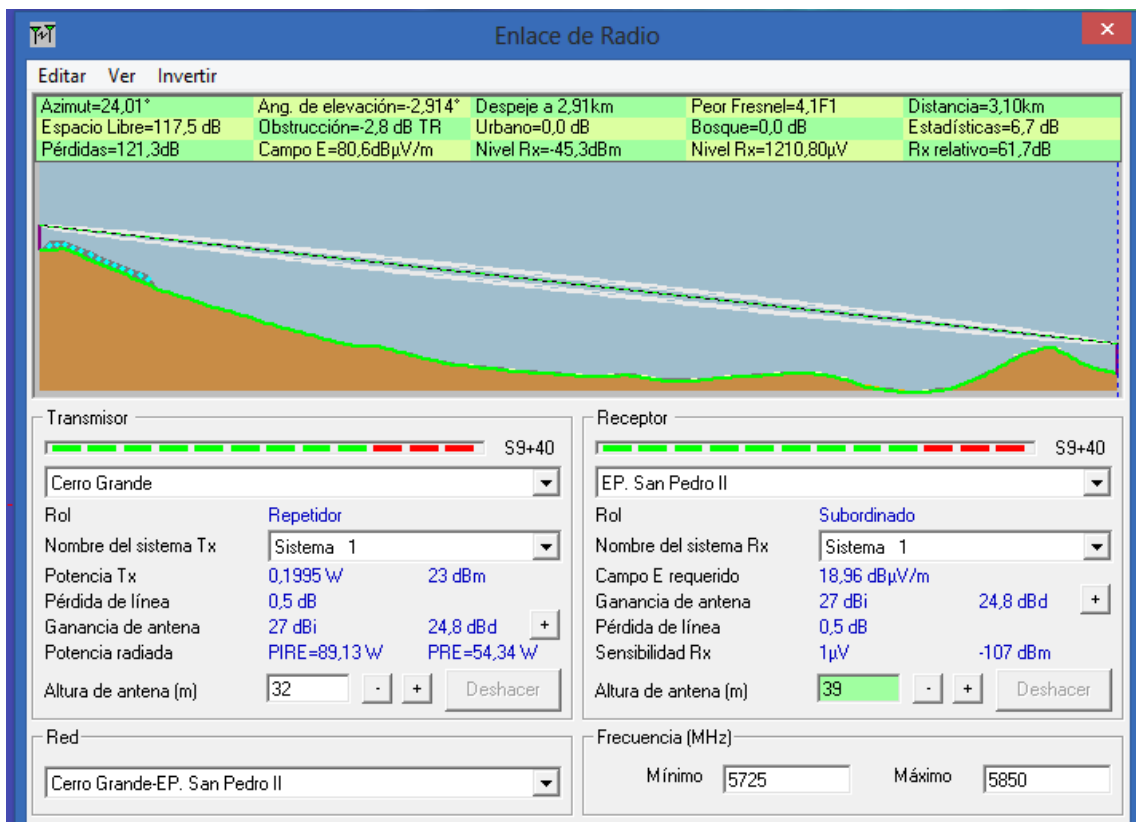 Enlace de Radio
Editar Ver Invertir
Azimut=24,01° Ang. de elevación=-2,914° Despeje a 2,91km Peor Fresnel=4,1F1 Distancia=3,10km
Espacio Libre=117,5 dB Obstrucción=-2,8 dB TR Urbano=0,0 dB Bosque=0,0 dB Estadísticas=6,7 dB
Pérdidas=121,3dB Campo E=80,6dBµV/m Nivel Rx=-45,3dBm Nivel Rx=1210,80µV Rx relativo=61,7dB
Transmisor
S9+40
Cerro Grande
Rol Repetidor
Nombre del sistema Tx Sistema 1
Potencia Tx 0,1995 W 23 dBm
Pérdida de línea 0,5 dB
Ganancia de antena 27 dBi 24,8 dBd +
Potencia radiada PIRE=89,13 W PRE=54,34 W
Altura de antena (m) 32 - + Deshacer
Receptor
S9+40
EP. San Pedro II
Rol Subordinado
Nombre del sistema Rx Sistema 1
Campo E requerido 18,96 dBµV/m
Ganancia de antena 27 dBi 24,8 dBd +
Pérdida de línea 0,5 dB
Sensibilidad Rx 1µV -107 dBm
Altura de antena (m) 39 - + Deshacer
Red
Cerro Grande-EP. San Pedro II
Frecuencia (MHz)
Mínimo 5725 Máximo 5850